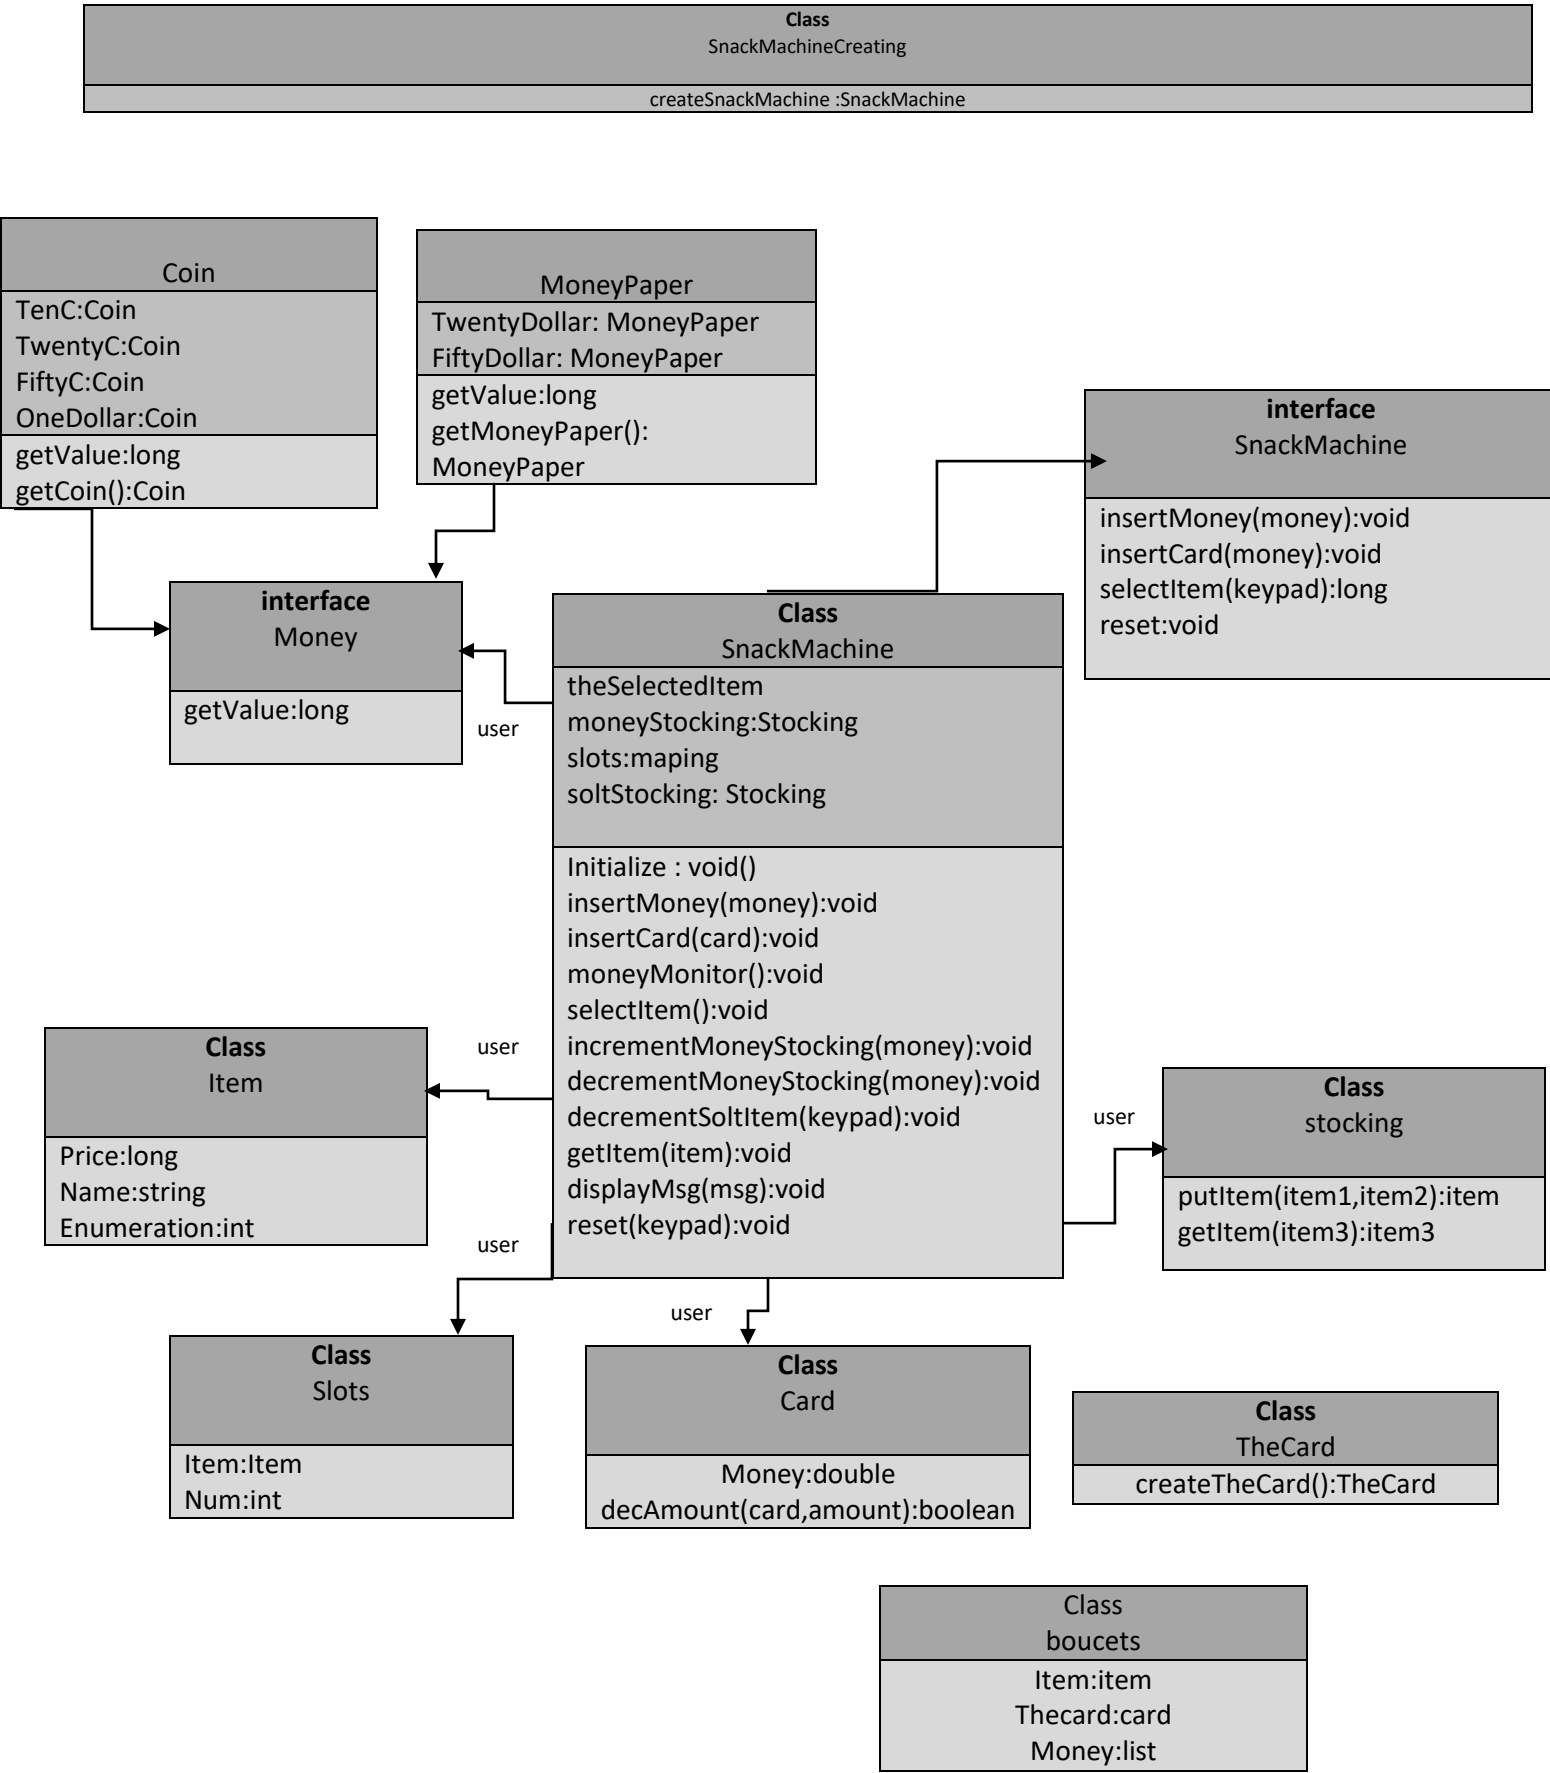 Class
SnackMachineCreating
createSnackMachine :SnackMachine
Coin
TenC:Coin
TwentyC:Coin
FiftyC:Coin
OneDollar:Coin
getValue:long
getCoin():Coin
MoneyPaper
TwentyDollar: MoneyPaper
FiftyDollar: MoneyPaper
getValue:long
getMoneyPaper():
MoneyPaper
interface
SnackMachine
insertMoney(money):void
insertCard(money):void
selectItem(keypad):long
reset:void
interface
Money
getValue:long
user
Class
SnackMachine
theSelectedItem
moneyStocking:Stocking
slots:maping
soltStocking: Stocking
Initialize : void()
insertMoney(money):void
insertCard(card):void
moneyMonitor():void
selectItem():void
incrementMoneyStocking(money):void
decrementMoneyStocking(money):void
decrementSoltItem(keypad):void
getItem(item):void
displayMsg(msg):void
reset(keypad):void
Class
Item
Price:long
Name:string
Enumeration:int
user
user
user
Class
stocking
putItem(item1,item2):item
getItem(item3):item3
user
Class
Slots
Item:Item
Num:int
Class
Card
Money:double
decAmount(card,amount):boolean
Class
TheCard
createTheCard():TheCard
Class
boucets
Item:item
Thecard:card
Money:list